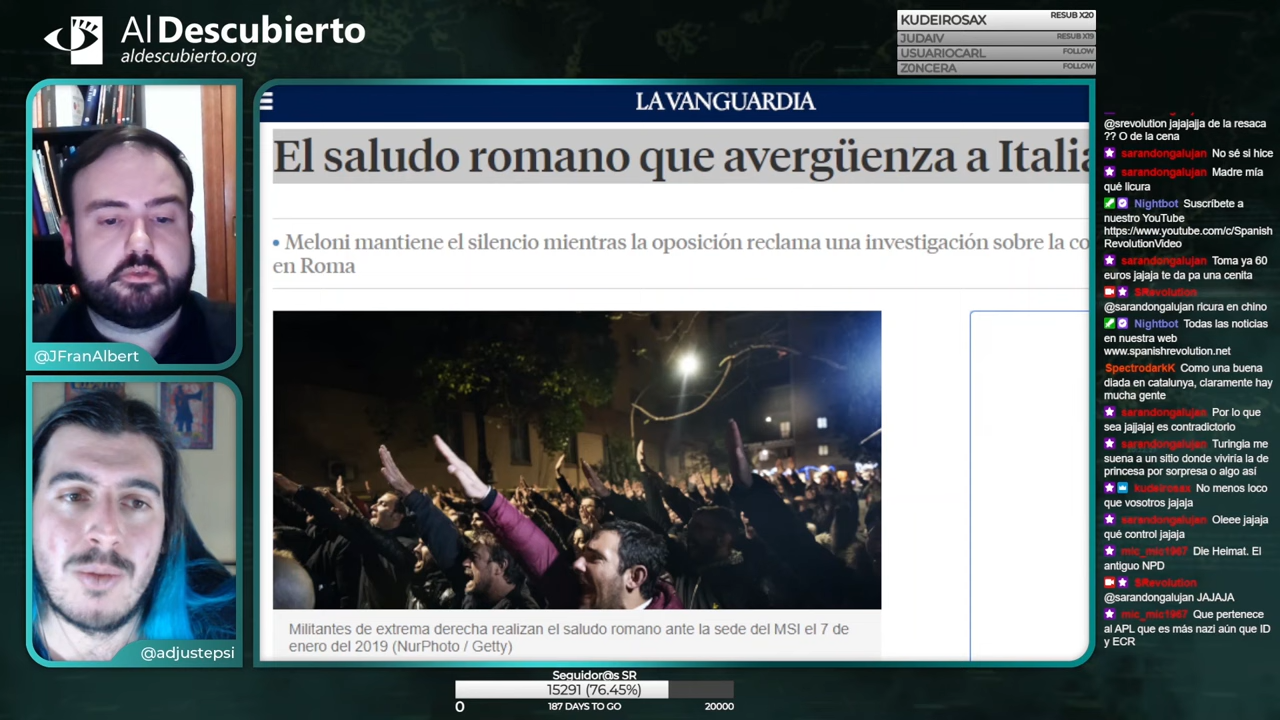 Al Descubierto
aldescubierto.org
KUDEIROSAX RESUB X20
JUDAIV RESUB X19
USUARIOCARL FOLLOW
Z0NCERA FOLLOW
@JFranAlbert
@adjustepsi
LA VANGUARDIA
El saludo romano que avergüenza a Italia
• Meloni mantiene el silencio mientras la oposición reclama una investigación sobre la co
en Roma
Militantes de extrema derecha realizan el saludo romano ante la sede del MSI el 7 de
enero del 2019 (NurPhoto / Getty)
@srevolution jajajajja de la resaca
?? O de la cena
sarandongalujan No sé si hice
sarandongalujan Madre mía
qué licura
Nightbot Suscríbete a
nuestro YouTube
https://www.youtube.com/c/Spanish
RevolutionVideo
sarandongalujan Toma ya 60
euros jajaja te da pa una cenita
SRevolution
@sarandongalujan ricura en chino
Nightbot Todas las noticias
en nuestra web
www.spanishrevolution.net
SpectrodarkK Como una buena
diada en catalunya, claramente hay
mucha gente
sarandongalujan Por lo que
sea jajjajaj es contradictorio
sarandongalujan Turingia me
suena a un sitio donde viviría la de
princesa por sorpresa o algo así
kudeirosax No menos loco
que vosotros jajaja
sarandongalujan Oleee jajaja
qué control jajaja
mic_mic1967 Die Heimat. El
antiguo NPD
SRevolution
@sarandongalujan JAJAJA
mic_mic1967 Que pertenece
al APL que es más nazi aún que ID
y ECR
Seguidor@s SR
15291 (76.45%)
0 187 DAYS TO GO 20000